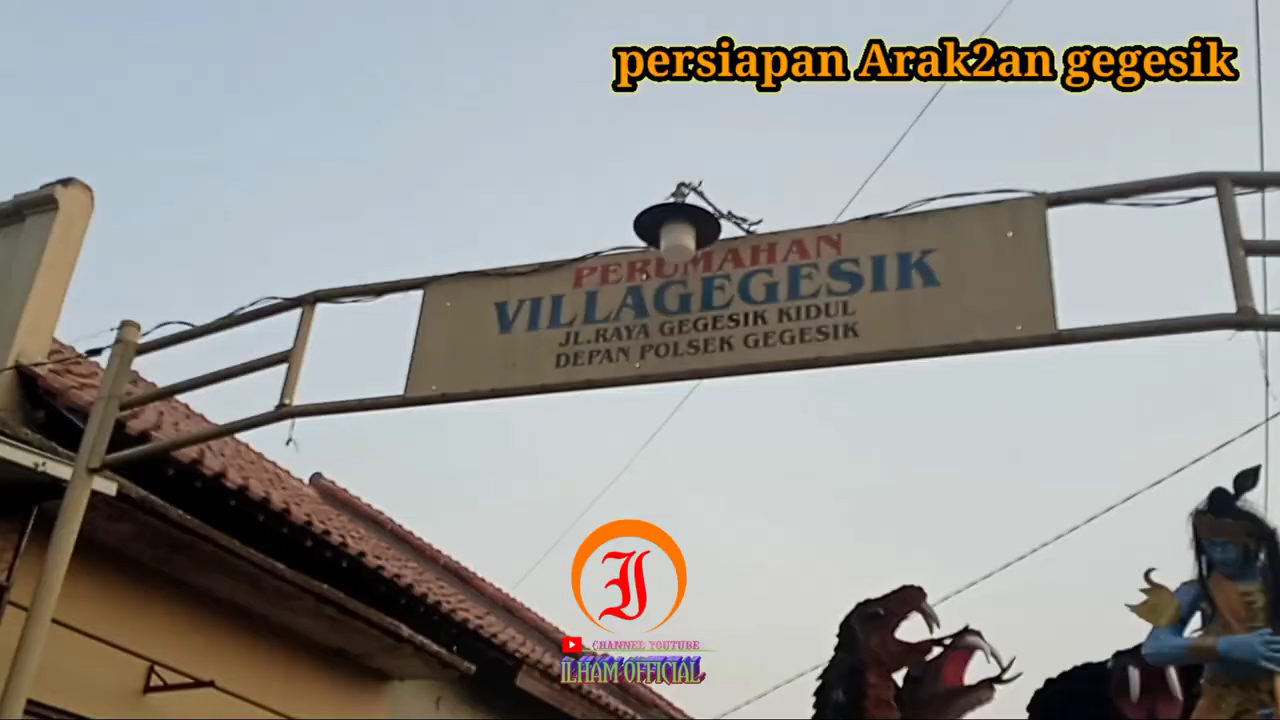 persiapan Arak2an gegesik
PERUMAHAN
VILLAGEGESIK
JL.RAYA GEGESIK KIDUL
DEPAN POLSEK GEGESIK
CHANNEL YOUTUBE
ILHAM OFFICIAL